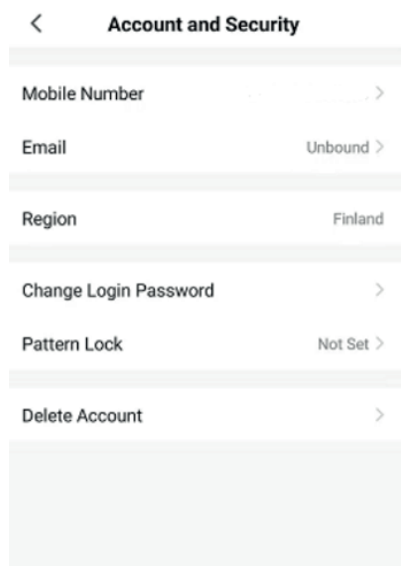 Account and Security
Mobile Number
Email Unbound
Region Finland
Change Login Password
Pattern Lock Not Set
Delete Account